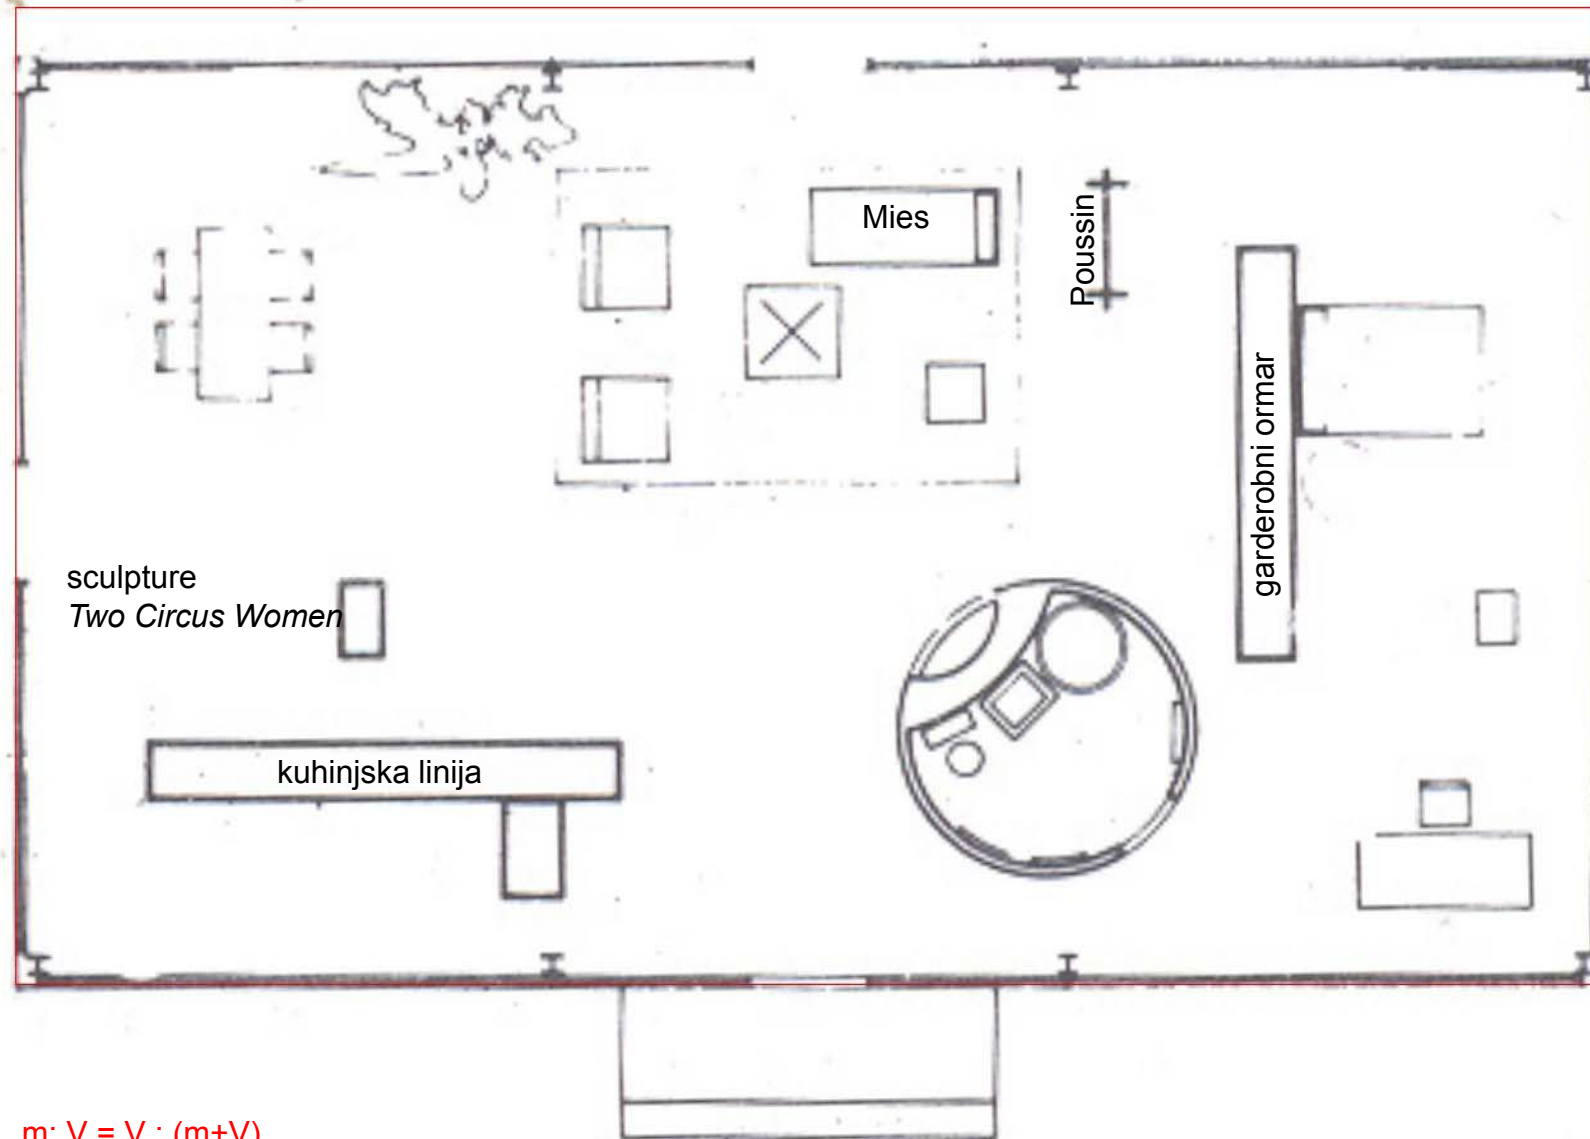 Mies
Poussin
garderobni ormar
sculpture
Two Circus Women
kuhinjska linija
m: V = V : (m+V)